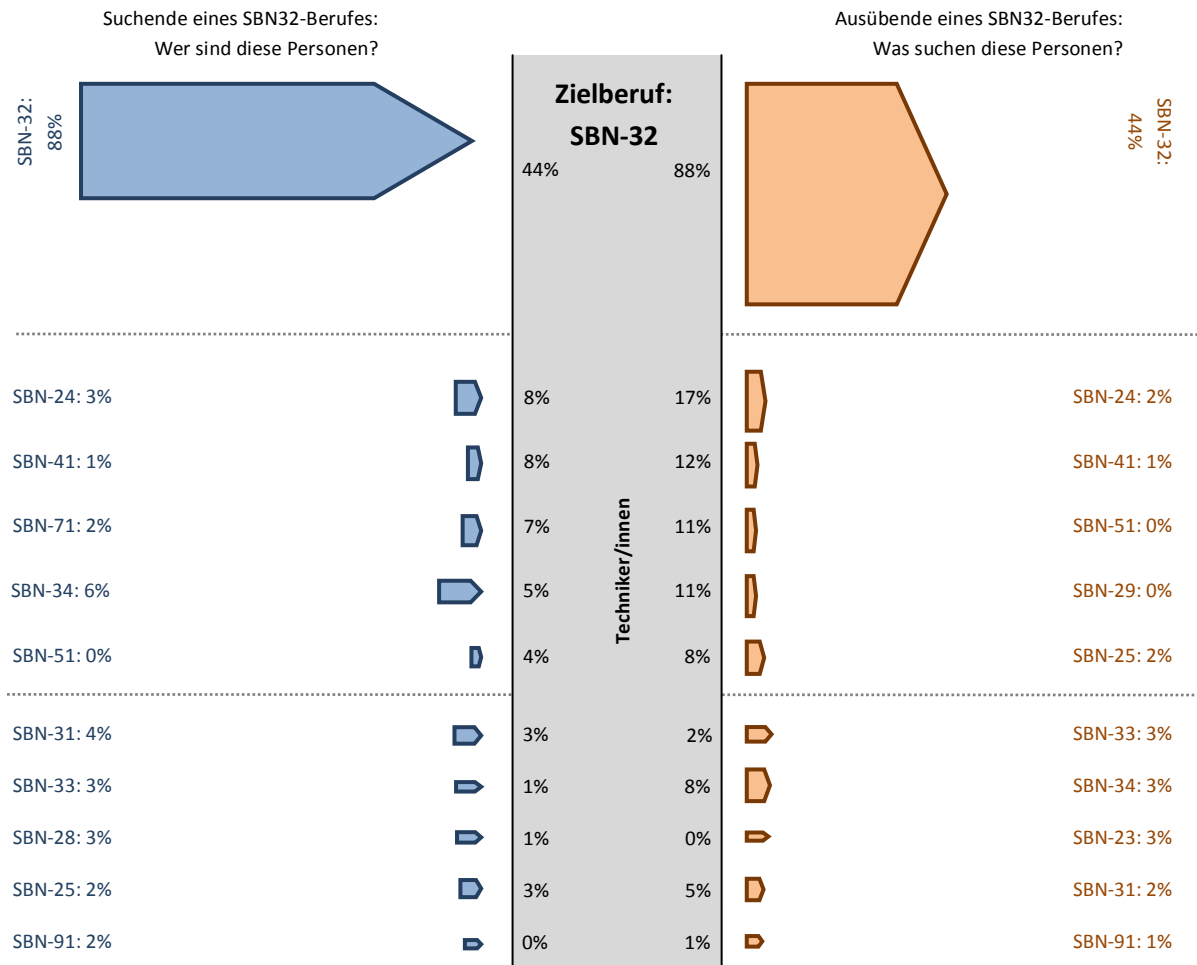 Suchende eines SBN32-Berufes:
Wer sind diese Personen?
Ausübende eines SBN32-Berufes:
Was suchen diese Personen?
Zielberuf:
SBN-32
SBN-32:
88%
44%
88%
SBN-32:
44%
SBN-24: 3%
8%
17%
SBN-24: 2%
SBN-41: 1%
8%
12%
SBN-41: 1%
SBN-71: 2%
7%
11%
SBN-51: 0%
SBN-34: 6%
5%
11%
SBN-29: 0%
Techniker/innen
SBN-51: 0%
4%
8%
SBN-25: 2%
SBN-31: 4%
3%
2%
SBN-33: 3%
SBN-33: 3%
1%
8%
SBN-34: 3%
SBN-28: 3%
1%
0%
SBN-23: 3%
SBN-25: 2%
3%
5%
SBN-31: 2%
SBN-91: 2%
0%
1%
SBN-91: 1%